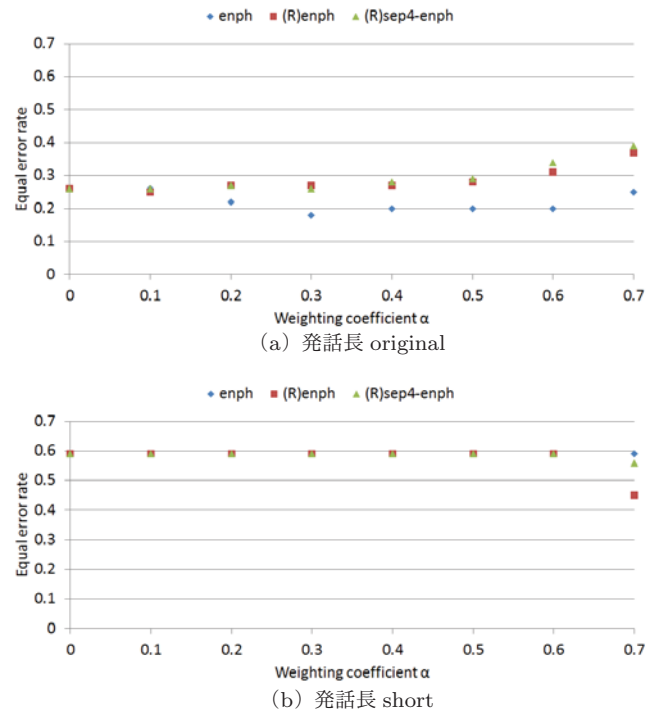 enph (R)enph (R)sep4-enph
0.7
0.6
0.5
0.4
0.3
0.2
0.1
0
Equal error rate
0 0.1 0.2 0.3 0.4 0.5 0.6 0.7
Weighting coefficient α
(a) 発話長 original
enph (R)enph (R)sep4-enph
0.7
0.6
0.5
0.4
0.3
0.2
0.1
0
Equal error rate
0 0.1 0.2 0.3 0.4 0.5 0.6 0.7
Weighting coefficient α
(b) 発話長 short